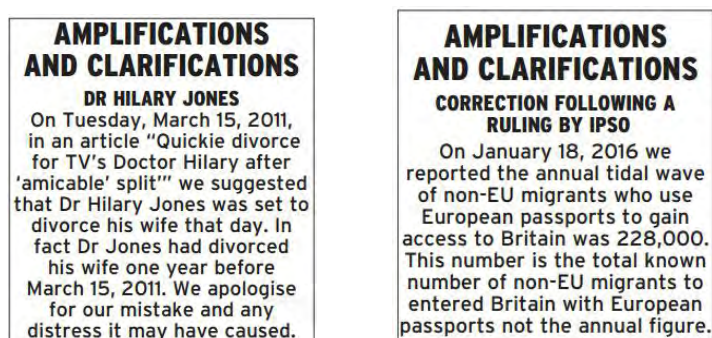 AMPLIFICATIONS
AND CLARIFICATIONS
DR HILARY JONES
On Tuesday, March 15, 2011,
in an article “Quickie divorce
for TV's Doctor Hilary after
'amicable' split'” we suggested
that Dr Hilary Jones was set to
divorce his wife that day. In
fact Dr Jones had divorced
his wife one year before
March 15, 2011. We apologise
for our mistake and any
distress it may have caused.
AMPLIFICATIONS
AND CLARIFICATIONS
CORRECTION FOLLOWING A
RULING BY IPSO
On January 18, 2016 we
reported the annual tidal wave
of non-EU migrants who use
European passports to gain
access to Britain was 228,000.
This number is the total known
number of non-EU migrants to
entered Britain with European
passports not the annual figure.